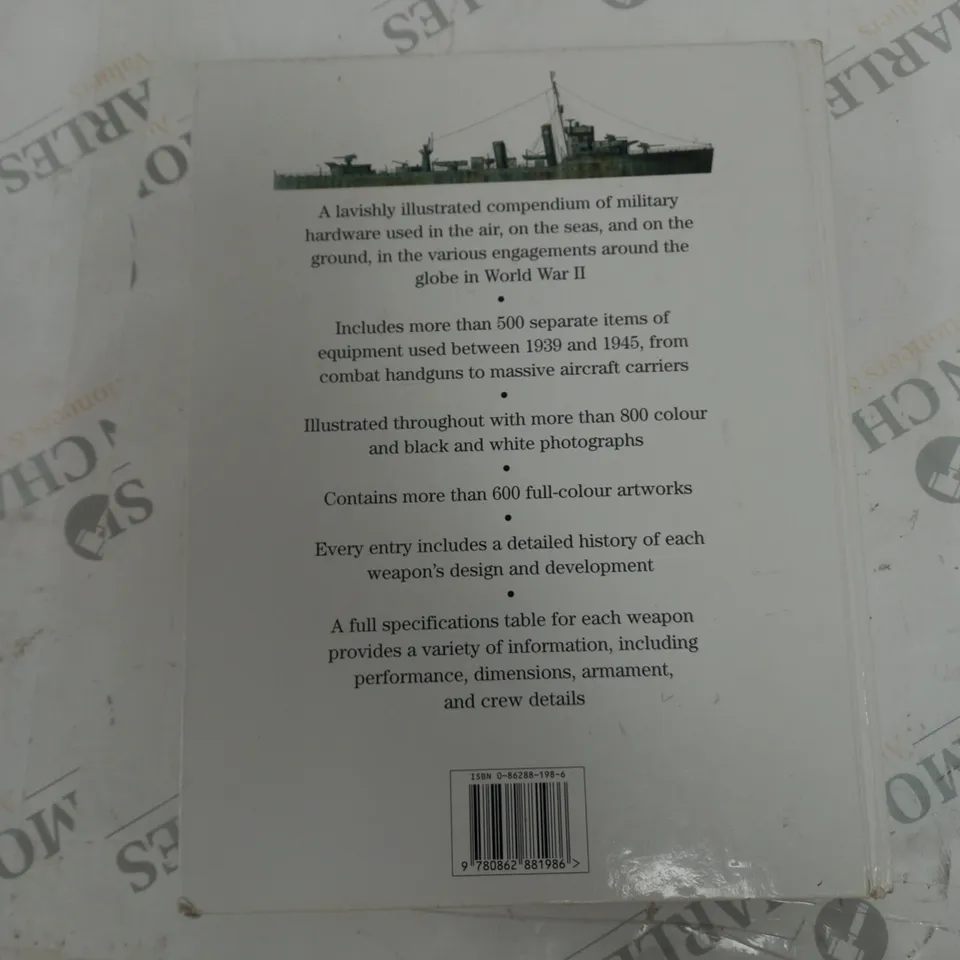 A lavishly illustrated compendium of military
hardware used in the air, on the seas, and on the
ground, in the various engagements around the
globe in World War II
•
Includes more than 500 separate items of
equipment used between 1939 and 1945, from
combat handguns to massive aircraft carriers
•
Illustrated throughout with more than 800 colour
and black and white photographs
•
Contains more than 600 full-colour artworks
•
Every entry includes a detailed history of each
weapon's design and development
•
A full specifications table for each weapon
provides a variety of information, including
performance, dimensions, armament,
and crew details
ISBN 0-86288-198-6
9 780862 881986 >